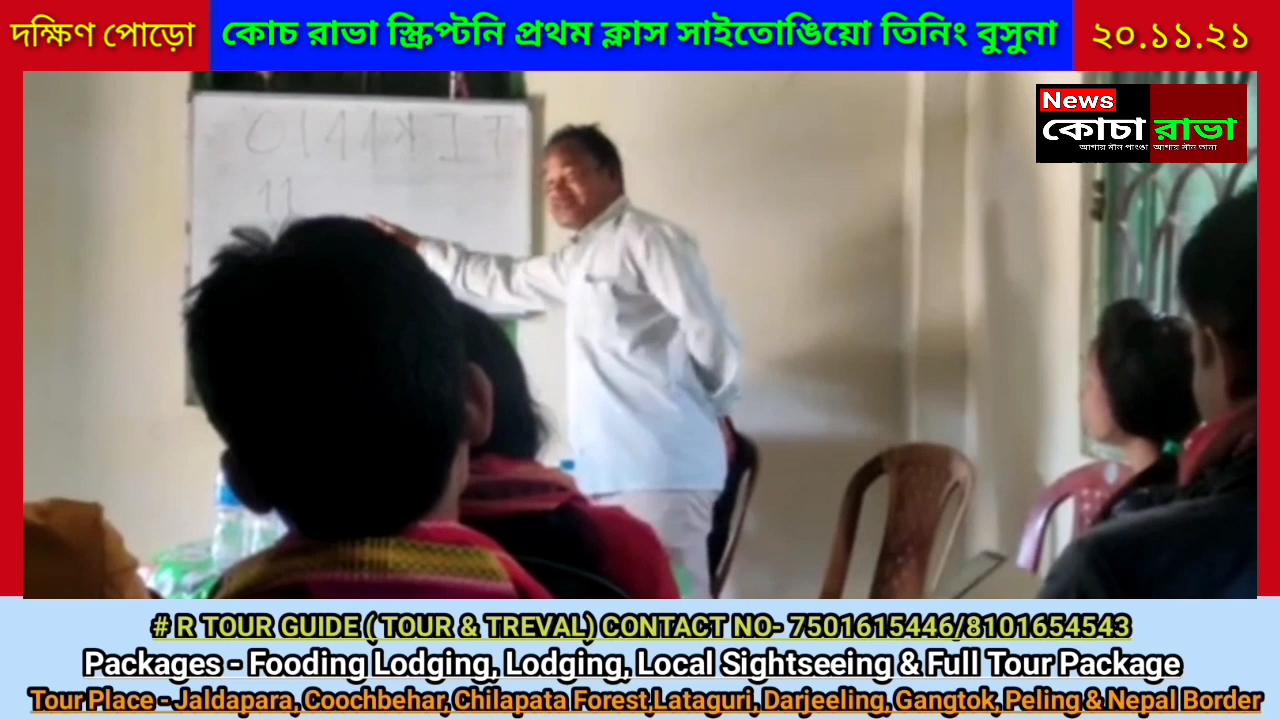 দক্ষিণ পোড়ো
কোচ রাভা স্ক্রিপ্টনি প্রথম ক্লাস সাইতোঙিয়ো তিনিং বুসুনা
২০.১১.২১
News
কোচা রাভা
# R TOUR GUIDE ( TOUR & TREVAL) CONTACT NO- 7501615446/8101654543
Packages - Fooding Lodging, Lodging, Local Sightseeing & Full Tour Package
Tour Place - Jaldapara, Coochbehar, Chilapata Forest,Lataguri, Darjeeling, Gangtok, Peling & Nepal Border